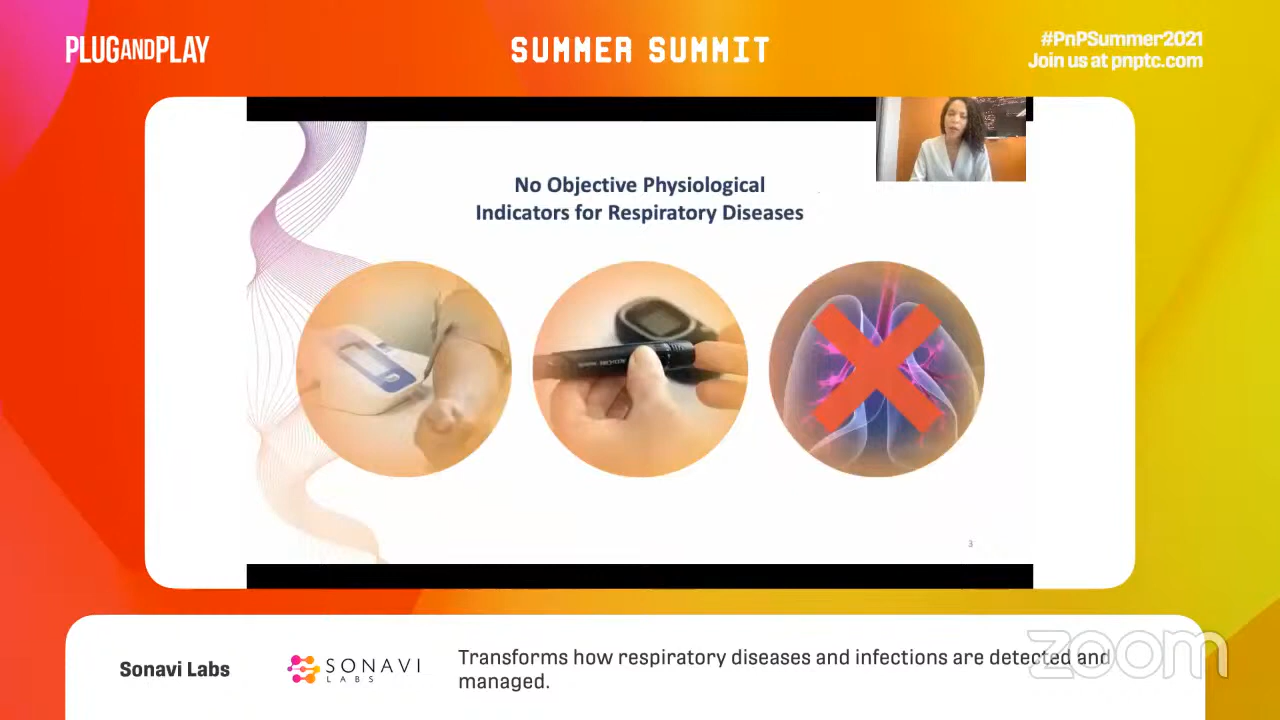 PLUGANDPLAY
SUMMER SUMMIT
#PnPSummer2021
Join us at pnptc.com
No Objective Physiological
Indicators for Respiratory Diseases
3
Sonavi Labs
SONAVI
LABS
Transforms how respiratory diseases and infections are detected and
managed.
zoom